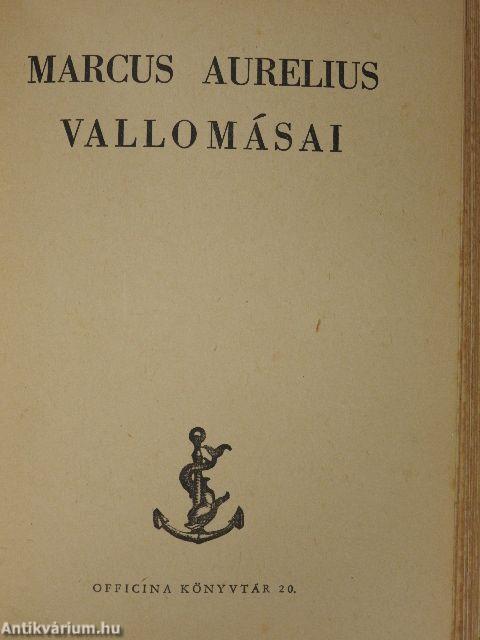 MARCUS AURELIUS
VALLOMÁSAI
OFFICINA KÖNYVTÁR 20.
Antikvárium.hu